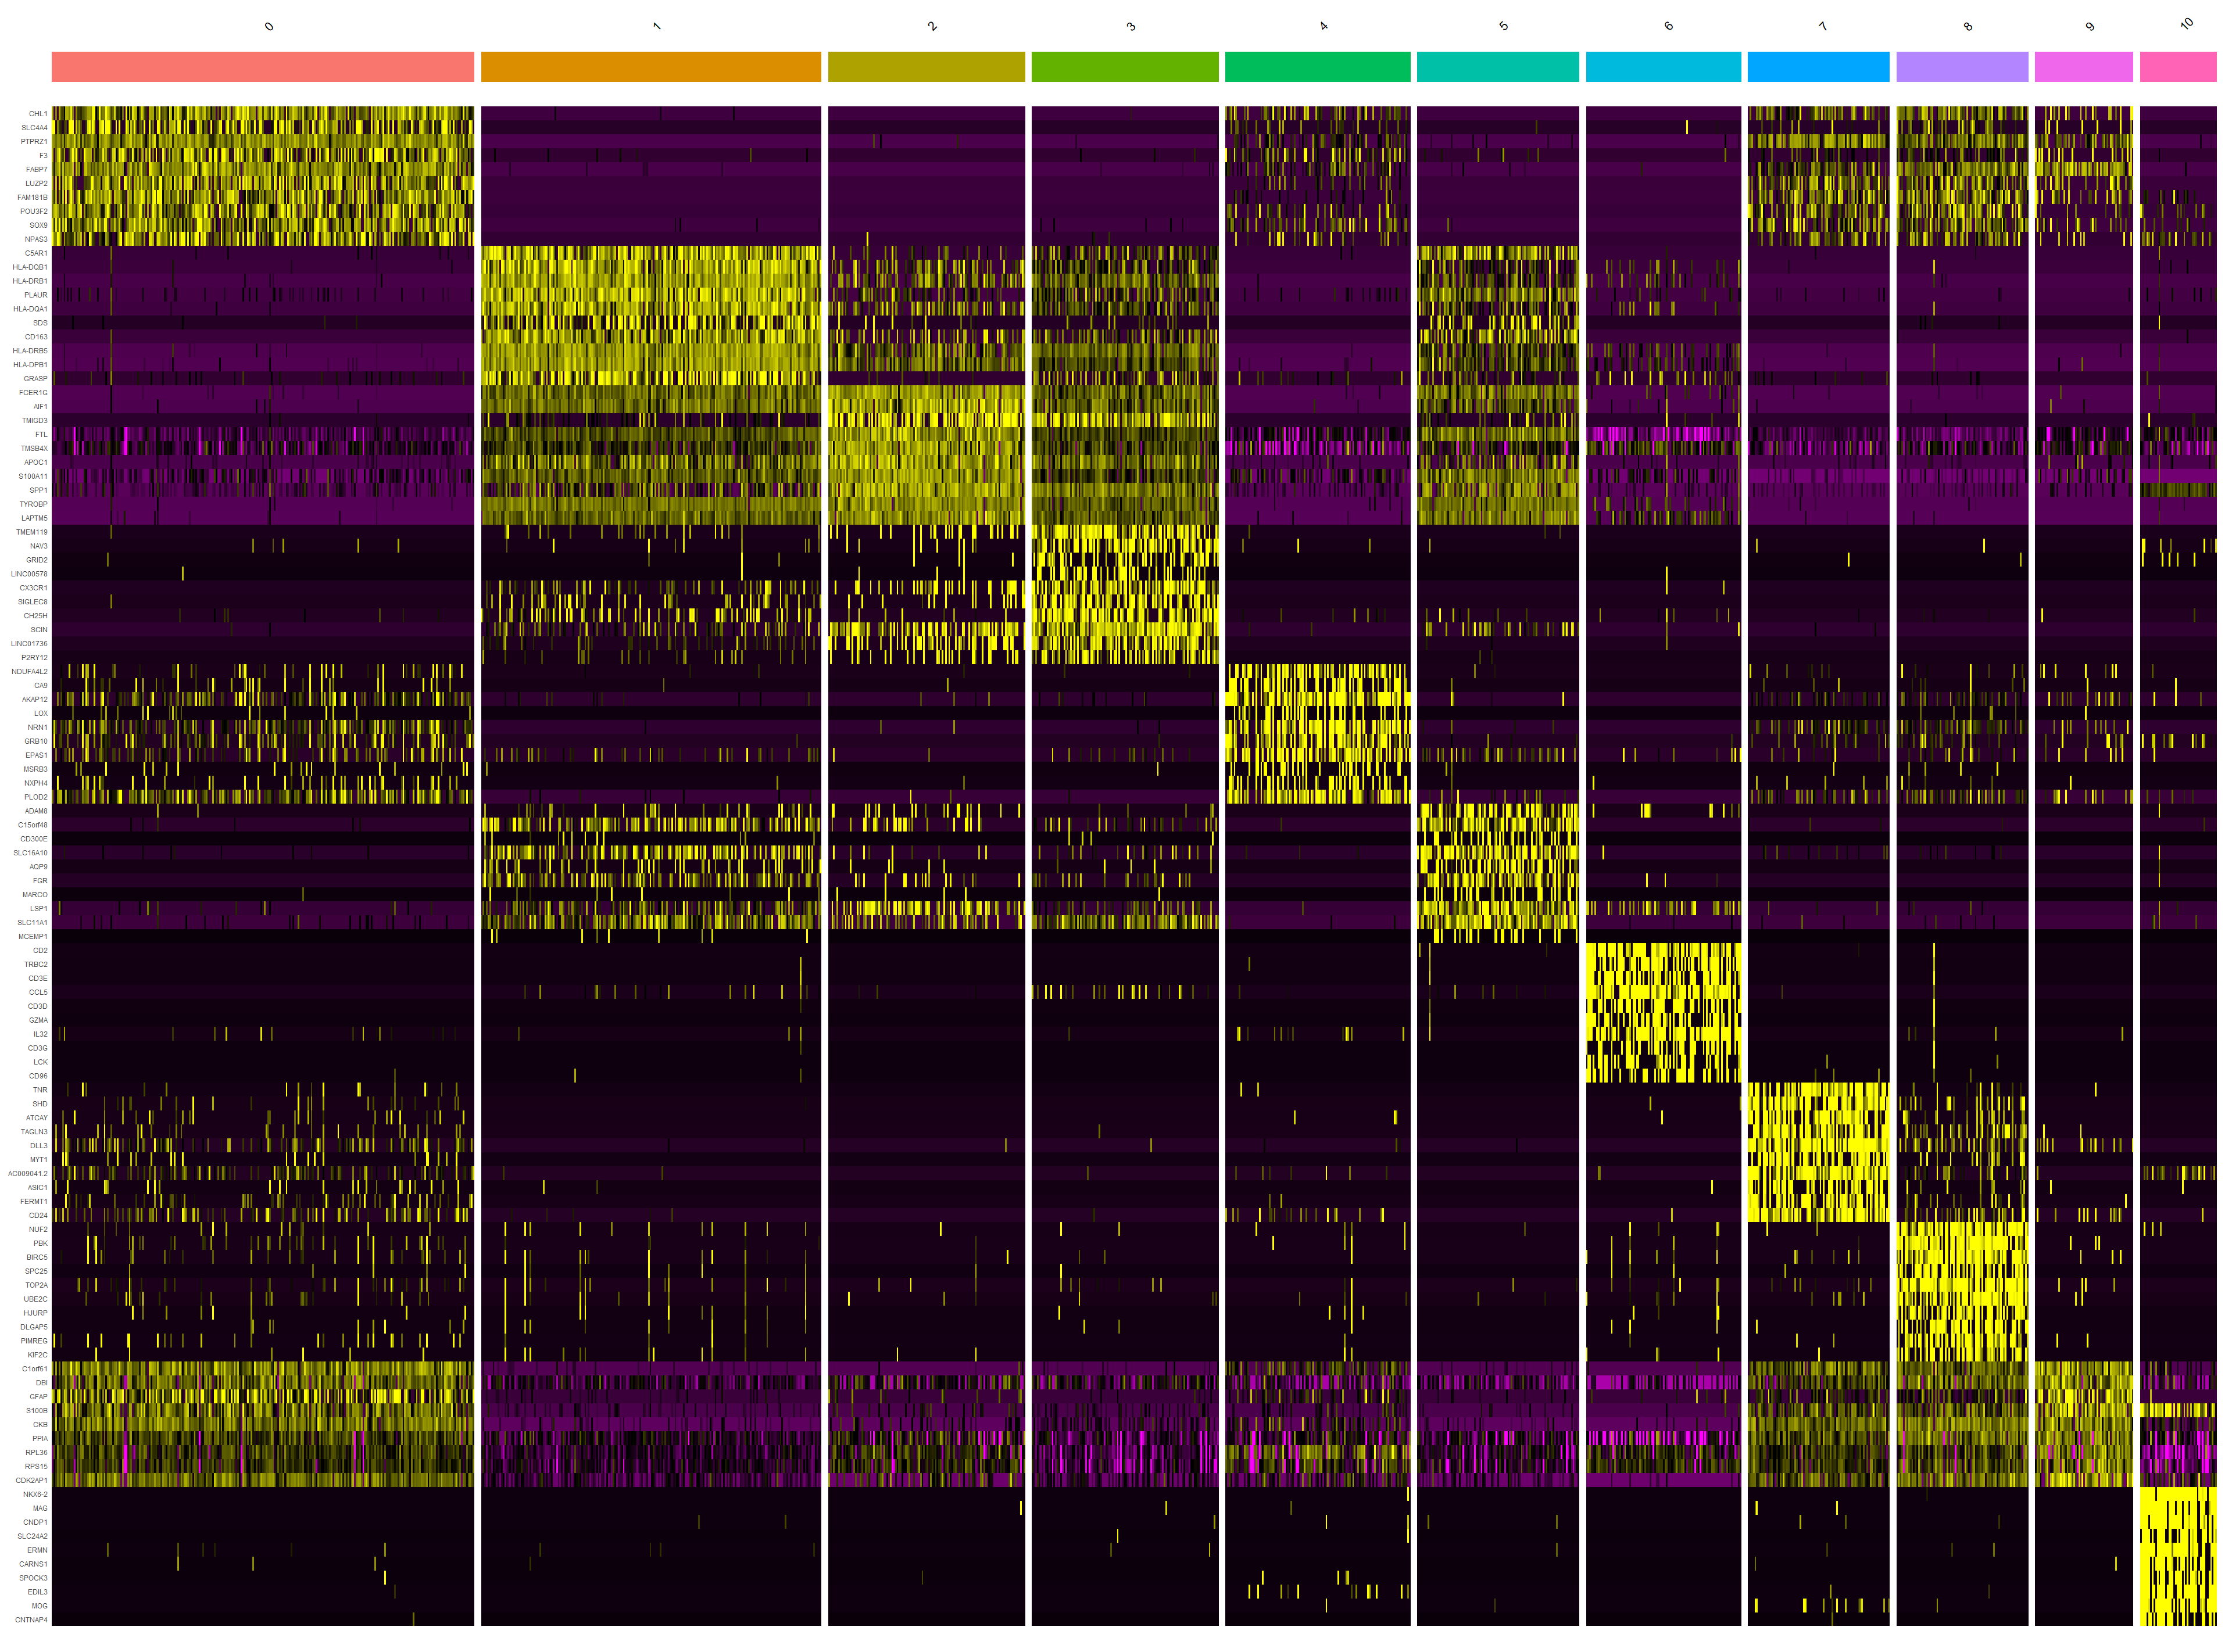 0 1 2 3 4 5 6 7 8 9 10
CHL1
SLC4A4
PTPRZ1
F3
FABP7
LUZP2
FAM181B
POU3F2
SOX9
NPAS3
C5AR1
HLA-DQB1
HLA-DRB1
PLAUR
HLA-DQA1
SDS
CD163
HLA-DRB5
HLA-DPB1
GRASP
FCER1G
AIF1
TMIGD3
FTL
TMSB4X
APOC1
S100A11
SPP1
TYROBP
LAPTM5
TMEM119
NAV3
GRID2
LINC00578
CX3CR1
SIGLEC8
CH25H
SCIN
LINC01736
P2RY12
NDUFA4L2
CA9
AKAP12
LOX
NRN1
GRB10
EPAS1
MSRB3
NXPH4
PLOD2
ADAM8
C15orf48
CD300E
SLC16A10
AQP9
FGR
MARCO
LSP1
SLC11A1
MCEMP1
CD2
TRBC2
CD3E
CCL5
CD3D
GZMA
IL32
CD3G
LCK
CD96
TNR
SHD
ATCAY
TAGLN3
DLL3
MYT1
AC009041.2
ASIC1
FERMT1
CD24
NUF2
PBK
BIRC5
SPC25
TOP2A
UBE2C
HJURP
DLGAP5
PIMREG
KIF2C
C1orf61
DBI
GFAP
S100B
CKB
PPIA
RPL36
RPS15
CDK2AP1
NKX6-2
MAG
CNDP1
SLC24A2
ERMN
CARNS1
SPOCK3
EDIL3
MOG
CNTNAP4